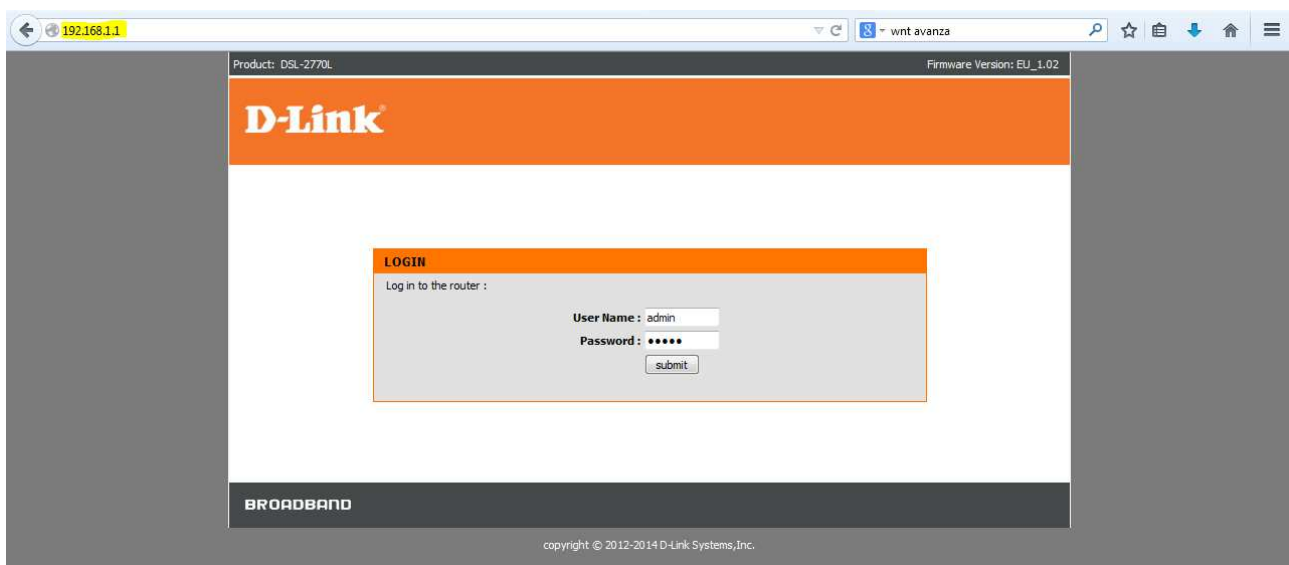 192.168.1.1
wnt avanza
Product: DSL-2770L
Firmware Version: EU_1.02
D-Link®
LOGIN
Log in to the router :
User Name : admin
Password : •••••
submit
BROADBAND
copyright © 2012-2014 D-Link Systems,Inc.